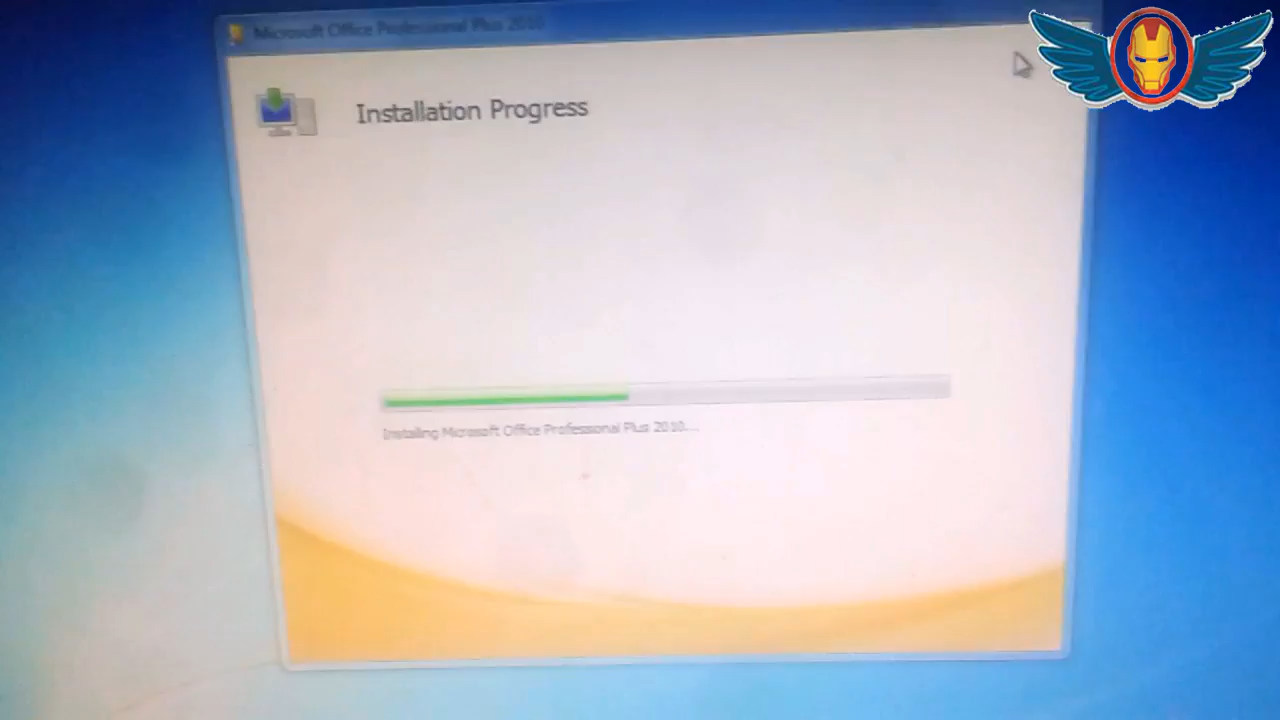 Microsoft Office Professional Plus 2010
Installation Progress
Installing Microsoft Office Professional Plus 2010...